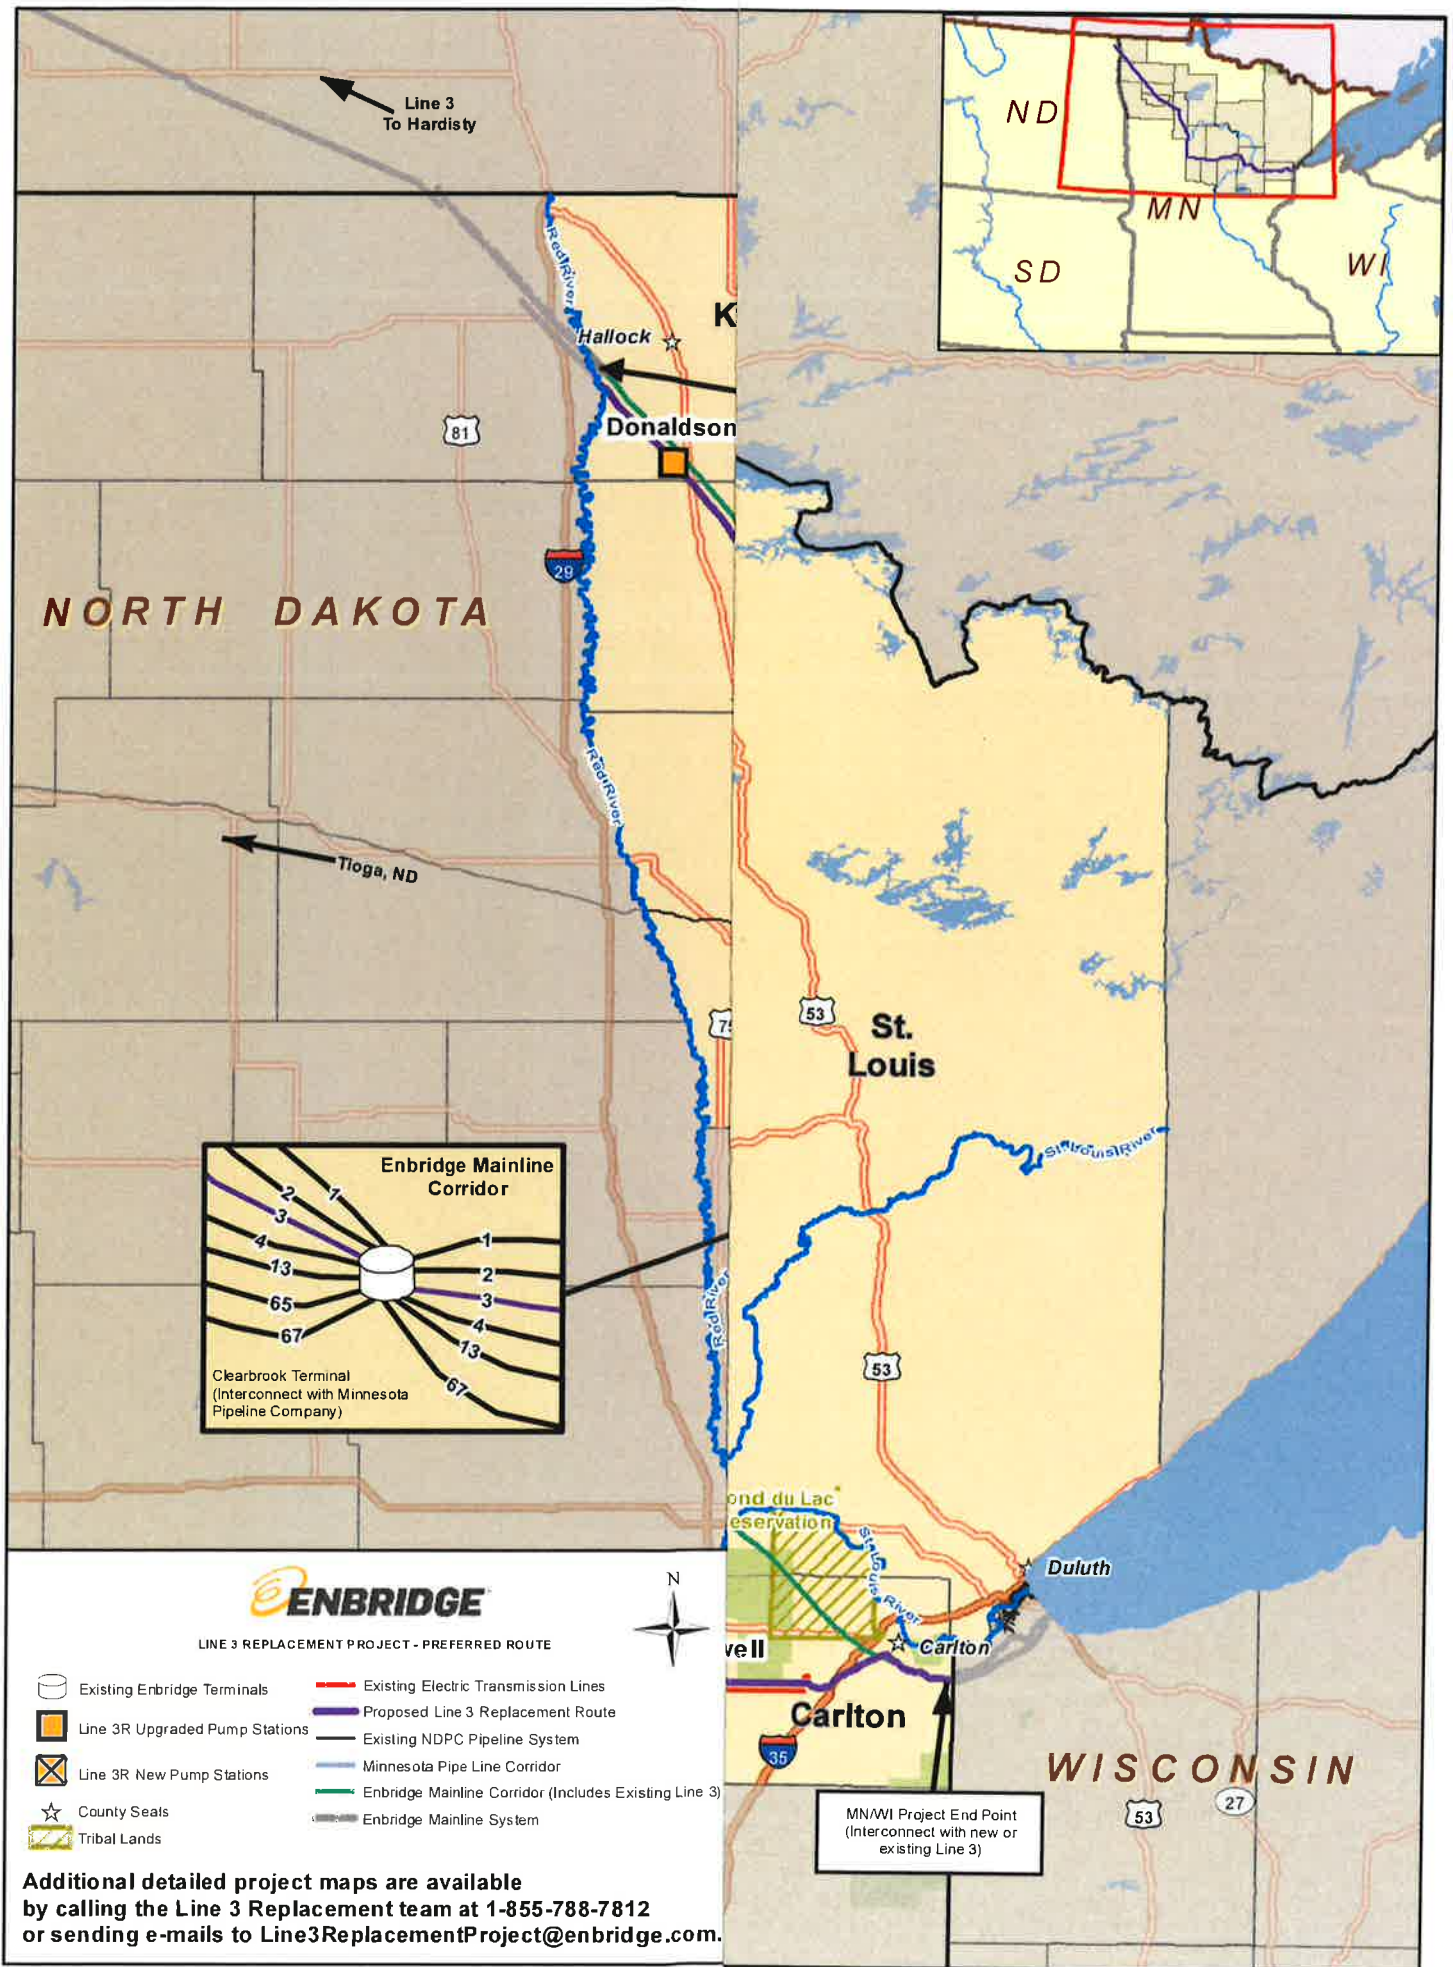 Line 3
To Hardisty
ND
MN
SD
WI
Red River
Hallock
K
Donaldson
81
29
NORTH DAKOTA
Red River
Tioga, ND
75
53
St.
Louis
St. Louis River
Enbridge Mainline
Corridor
1
2
3
4
13
65
67
1
2
3
4
13
67
Clearbrook Terminal
(Interconnect with Minnesota
Pipeline Company)
Red River
53
ond du Lac
eservation
St. Louis River
Duluth
Carlton
well
Carlton
35
WISCONSIN
53
27
MN/WI Project End Point
(Interconnect with new or
existing Line 3)
ENBRIDGE
N
LINE 3 REPLACEMENT PROJECT - PREFERRED ROUTE
Existing Enbridge Terminals
Line 3R Upgraded Pump Stations
Line 3R New Pump Stations
County Seals
Tribal Lands
Existing Electric Transmission Lines
Proposed Line 3 Replacement Route
Existing NDPC Pipeline System
Minnesota Pipe Line Corridor
Enbridge Mainline Corridor (Includes Existing Line 3)
Enbridge Mainline System
Additional detailed project maps are available
by calling the Line 3 Replacement team at 1-855-788-7812
or sending e-mails to Line3ReplacementProject@enbridge.com.